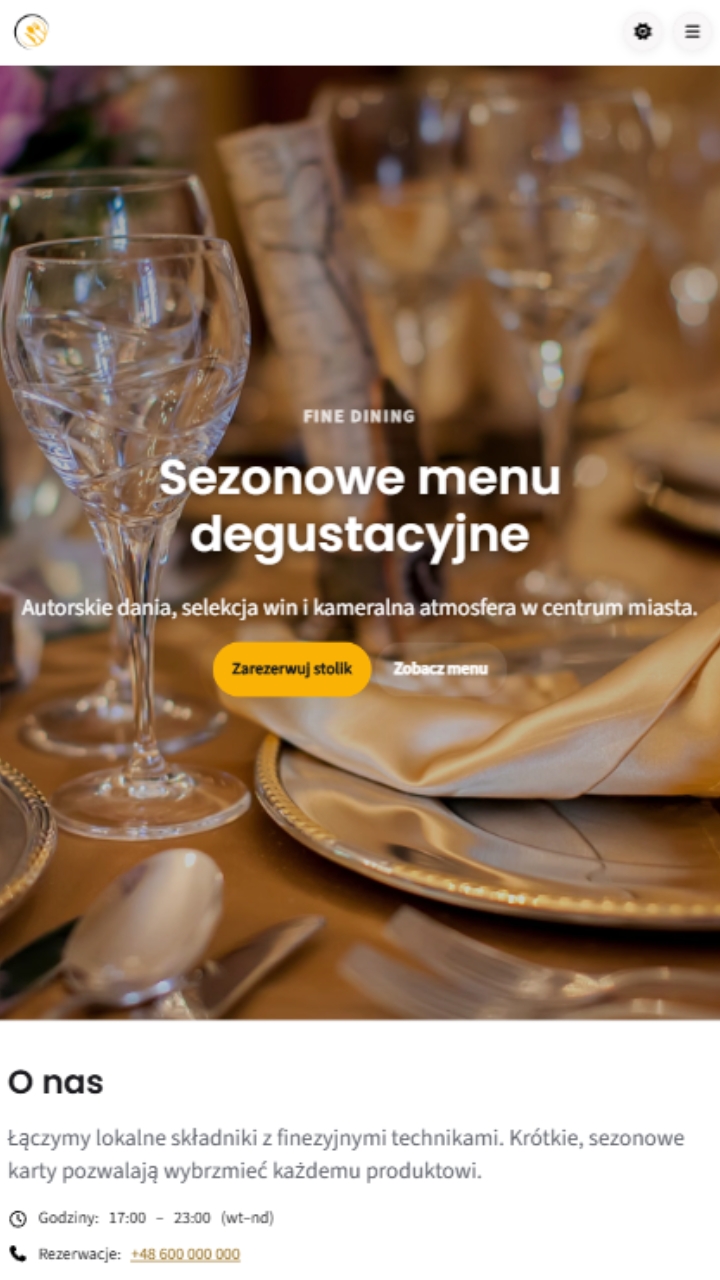 FINE DINING
Sezonowe menu
degustacyjne
Autorskie dania, selekcja win i kameralna atmosfera w centrum miasta.
Zarezerwuj stolik
Zobacz menu
O nas
Łączymy lokalne składniki z finezyjnymi technikami. Krótkie, sezonowe
karty pozwalają wybrzmieć każdemu produktowi.
Godziny: 17:00 – 23:00 (wt–nd)
Rezerwacje: +48 600 000 000